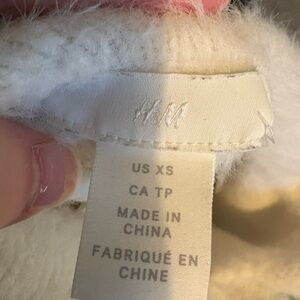 H&M
US XS
CA TP
MADE IN
CHINA
FABRIQUÉ EN
CHINE